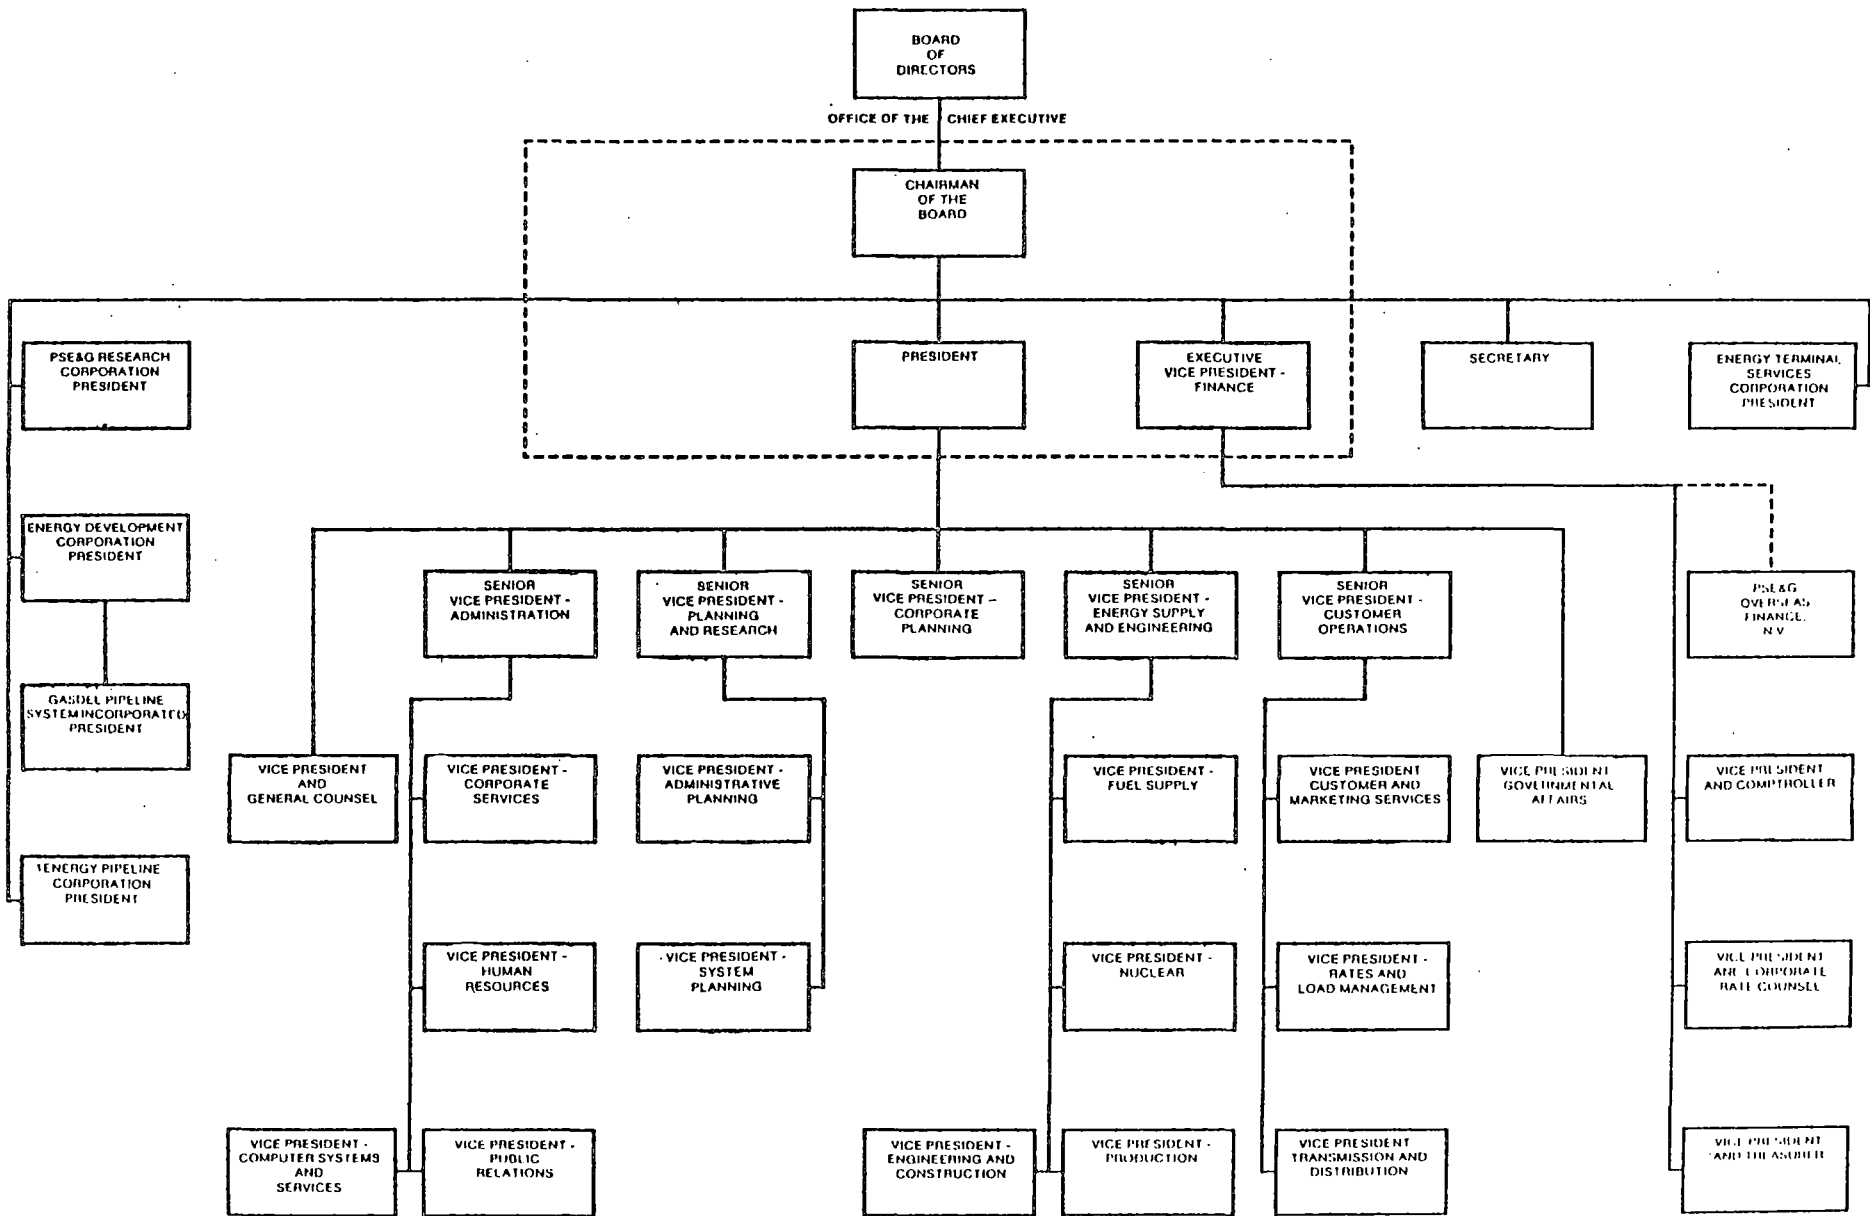 BOARD
OF
DIRECTORS
OFFICE OF THE CHIEF EXECUTIVE
CHAIRMAN
OF THE
BOARD
PSE&G RESEARCH
CORPORATION
PRESIDENT
PRESIDENT
EXECUTIVE
VICE PRESIDENT -
FINANCE
SECRETARY
ENERGY TERMINAL
SERVICES
CORPORATION
PRESIDENT
ENERGY DEVELOPMENT
CORPORATION
PRESIDENT
SENIOR
VICE PRESIDENT -
ADMINISTRATION
SENIOR
VICE PRESIDENT -
PLANNING
AND RESEARCH
SENIOR
VICE PRESIDENT -
CORPORATE
PLANNING
SENIOR
VICE PRESIDENT -
ENERGY SUPPLY
AND ENGINEERING
SENIOR
VICE PRESIDENT -
CUSTOMER
OPERATIONS
PSE&G
OVERSEAS
FINANCE,
N.V
GASDEL PIPELINE
SYSTEM INCORPORATED
PRESIDENT
VICE PRESIDENT
AND
GENERAL COUNSEL
VICE PRESIDENT -
CORPORATE
SERVICES
VICE PRESIDENT -
ADMINISTRATIVE
PLANNING
VICE PRESIDENT -
FUEL SUPPLY
VICE PRESIDENT
CUSTOMER AND
MARKETING SERVICES
VICE PRESIDENT
GOVERNMENTAL
AFFAIRS
VICE PRESIDENT
AND COMPTROLLER
ENERGY PIPELINE
CORPORATION
PRESIDENT
VICE PRESIDENT -
HUMAN
RESOURCES
VICE PRESIDENT -
SYSTEM
PLANNING
VICE PRESIDENT -
NUCLEAR
VICE PRESIDENT -
RATES AND
LOAD MANAGEMENT
VICE PRESIDENT
AND CORPORATE
RATE COUNSEL
VICE PRESIDENT -
COMPUTER SYSTEMS
AND
SERVICES
VICE PRESIDENT -
PUBLIC
RELATIONS
VICE PRESIDENT -
ENGINEERING AND
CONSTRUCTION
VICE PRESIDENT -
PRODUCTION
VICE PRESIDENT
TRANSMISSION AND
DISTRIBUTION
VICE PRESIDENT
AND TREASURER